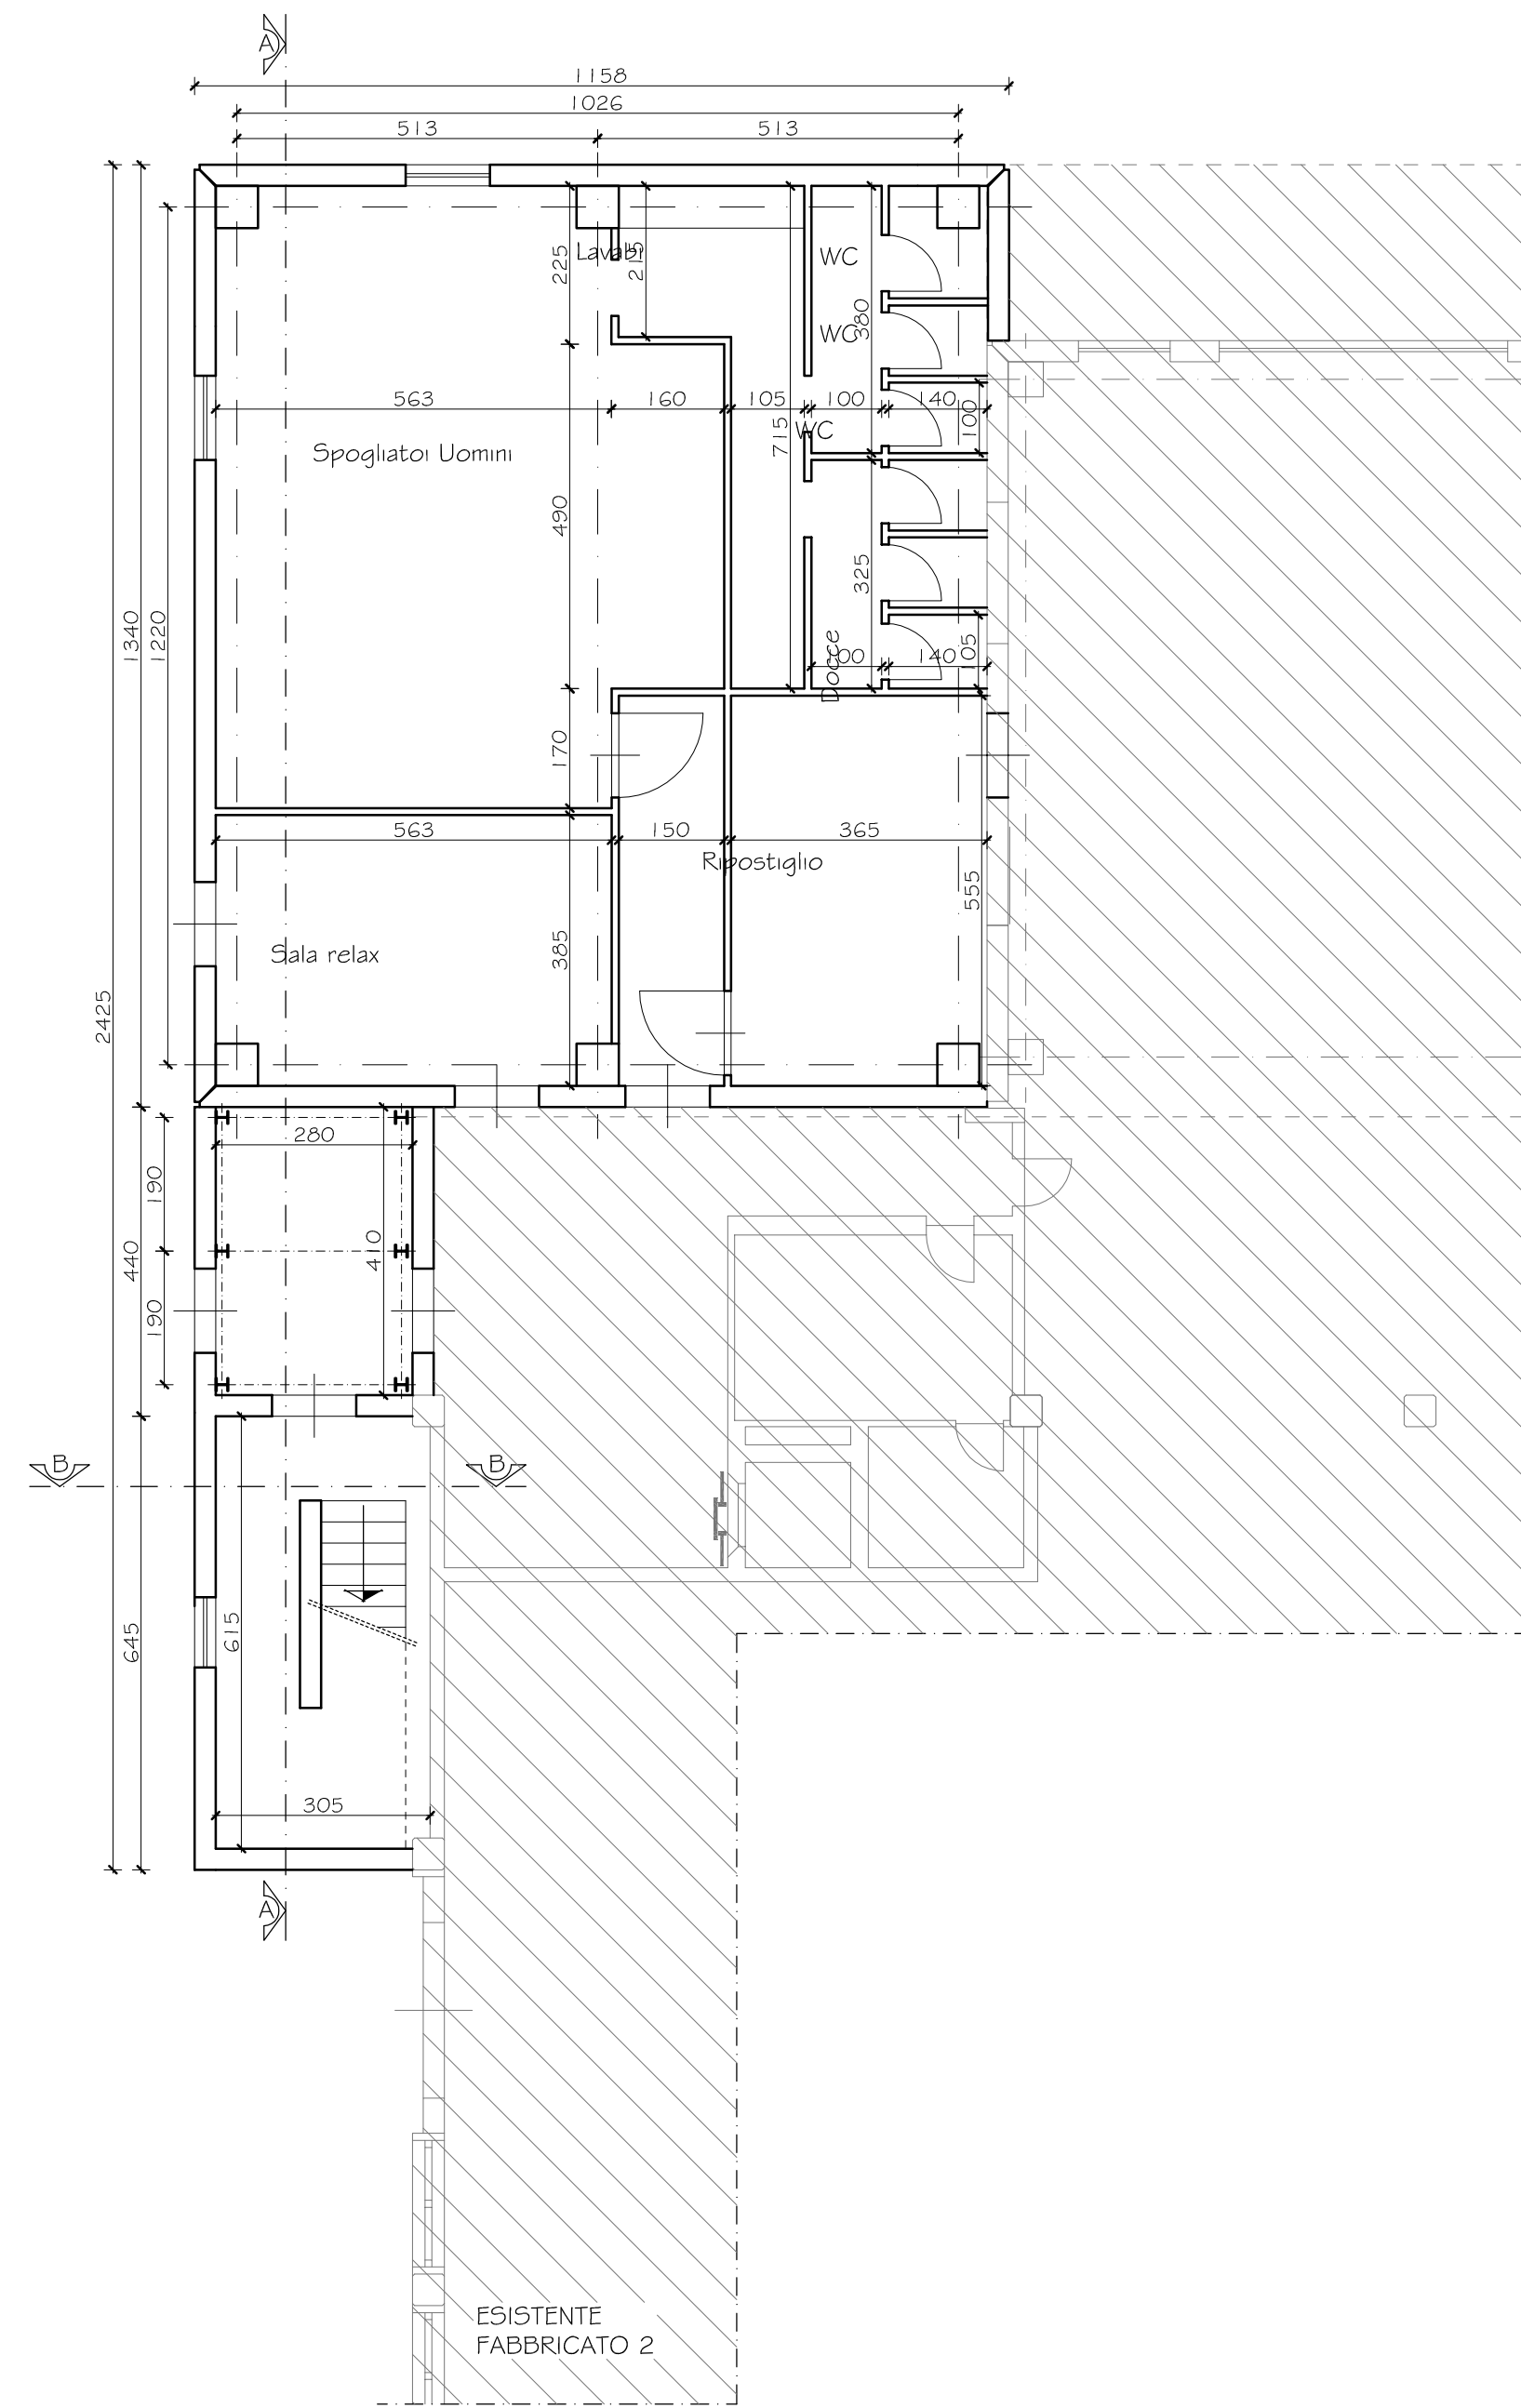 A
1158
1026
513
513
225
Lavabi
215
WC
WC
380
563
160
105
100
140
100
715
WC
Spogliatoi Uomini
490
325
1340
1220
Docce
100
140
105
170
563
150
365
Ripostiglio
555
385
Sala relax
2425
280
190
410
440
190
B
B
645
615
305
A
ESISTENTE
FABBRICATO 2